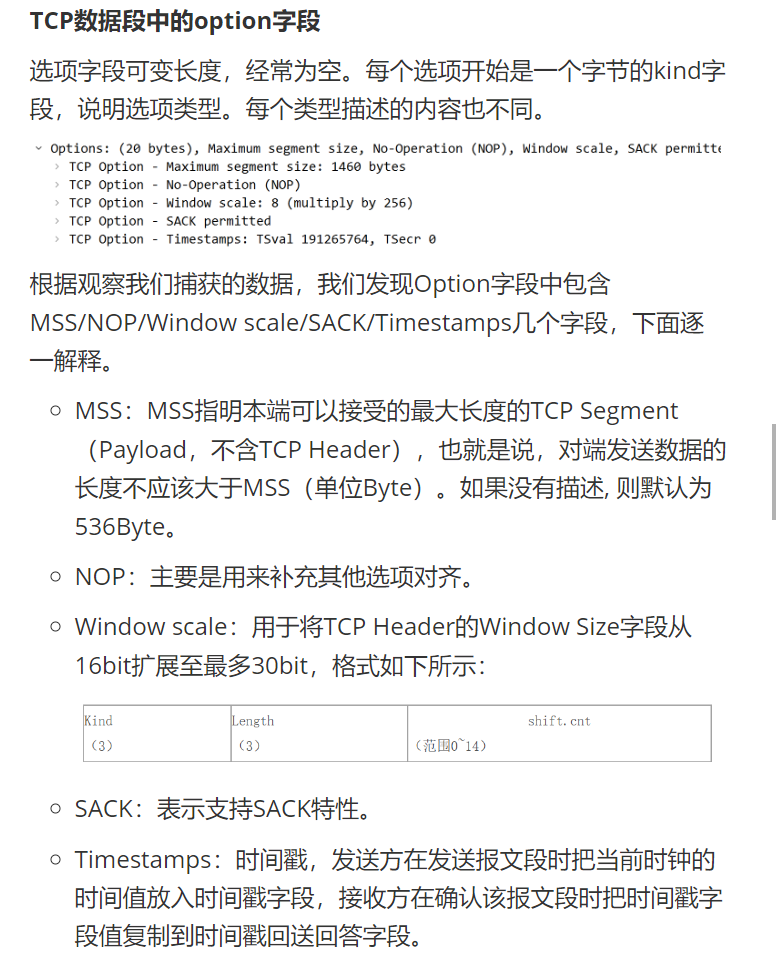 TCP数据段中的option字段
选项字段可变长度，经常为空。每个选项开始是一个字节的kind字
段，说明选项类型。每个类型描述的内容也不同。
Options: (20 bytes), Maximum segment size, No-Operation (NOP), Window scale, SACK permitte
TCP Option - Maximum segment size: 1460 bytes
TCP Option - No-Operation (NOP)
TCP Option - Window scale: 8 (multiply by 256)
TCP Option - SACK permitted
TCP Option - Timestamps: TSval 191265764, TSecr 0
根据观察我们捕获的数据，我们发现Option字段中包含
MSS/NOP/Window scale/SACK/Timestamps几个字段，下面逐
一解释。
MSS：MSS指明本端可以接受的最大长度的TCP Segment
（Payload，不含TCP Header），也就是说，对端发送数据的
长度不应该大于MSS（单位Byte）。如果没有描述, 则默认为
536Byte。
NOP：主要是用来补充其他选项对齐。
Window scale：用于将TCP Header的Window Size字段从
16bit扩展至最多30bit，格式如下所示：
Kind Length shift.cnt
（3） （3） （范围0~14）
SACK：表示支持SACK特性。
Timestamps：时间戳，发送方在发送报文段时把当前时钟的
时间值放入时间戳字段，接收方在确认该报文段时把时间戳字
段值复制到时间戳回送回答字段。